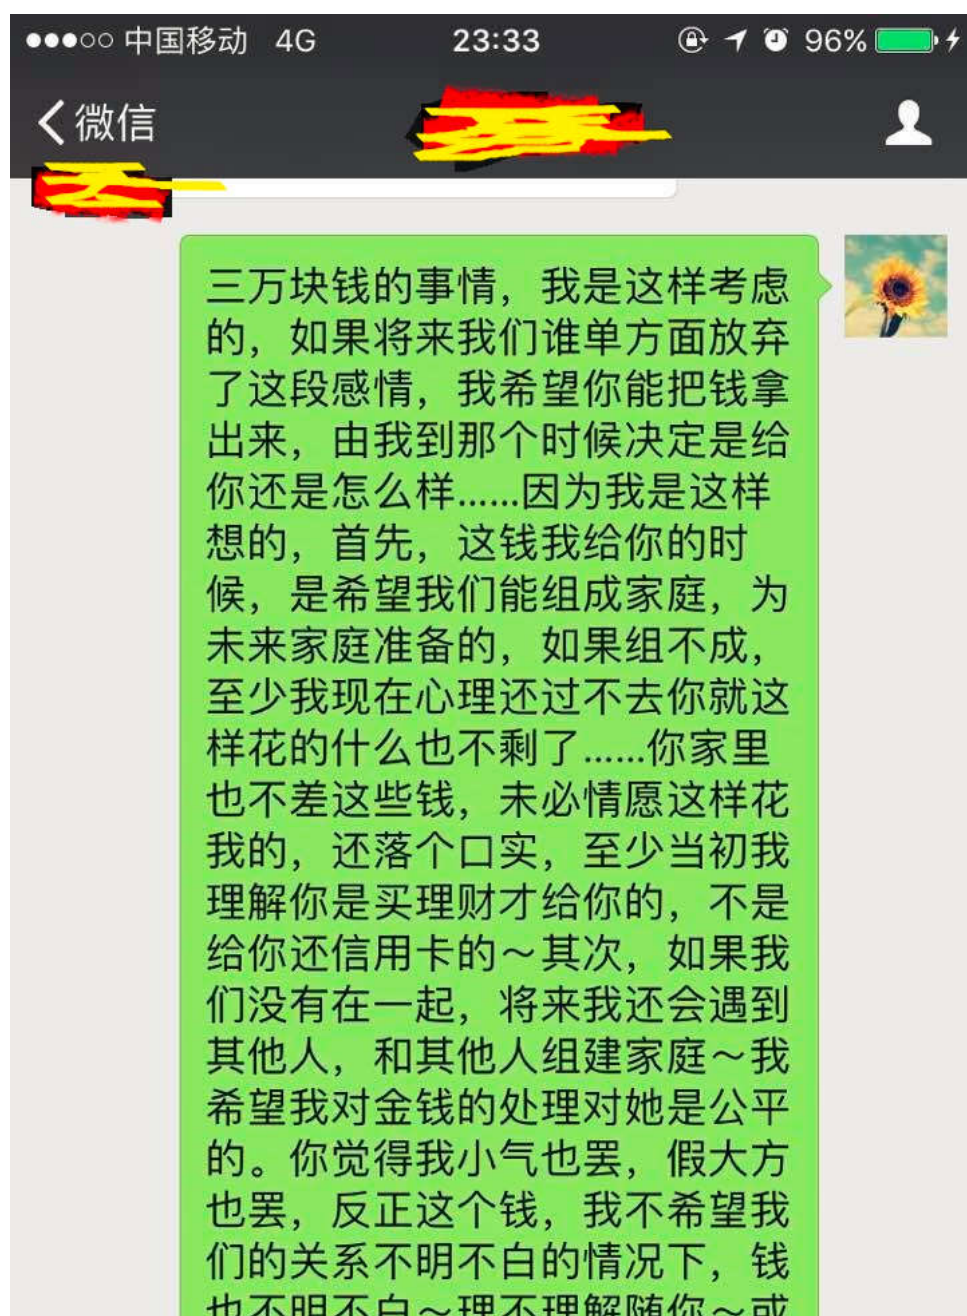 中国移动 4G 23:33 96%
微信
三万块钱的事情，我是这样考虑
的，如果将来我们谁单方面放弃
了这段感情，我希望你能把钱拿
出来，由我到那个时候决定是给
你还是怎么样......因为我是这样
想的，首先，这钱我给你的时
候，是希望我们能组成家庭，为
未来家庭准备的，如果组不成，
至少我现在心理还过不去你就这
样花的什么也不剩了......你家里
也不差这些钱，未必情愿这样花
我的，还落个口实，至少当初我
理解你是买理财才给你的，不是
给你还信用卡的～其次，如果我
们没有在一起，将来我还会遇到
其他人，和其他人组建家庭～我
希望我对金钱的处理对她是公平
的。你觉得我小气也罢，假大方
也罢，反正这个钱，我不希望我
们的关系不明不白的情况下，钱
也不明不白～理不理解随你～或